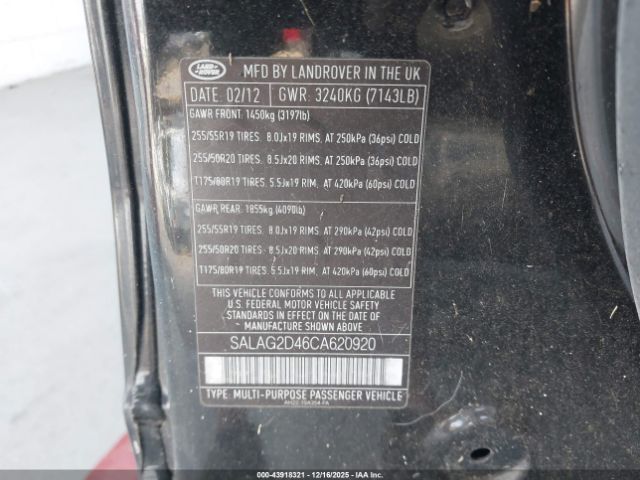 LAND ROVER
MFD BY LANDROVER IN THE UK
DATE: 02/12 GWR: 3240KG (7143LB)
GAWR FRONT: 1450kg (3197lb)
255/55R19 TIRES. 8.0Jx19 RIMS. AT 250kPa (36psi) COLD
255/50R20 TIRES. 8.5Jx20 RIMS. AT 250kPa (36psi) COLD
T175/80R19 TIRES. 5.5Jx19 RIM. AT 420kPa (60psi) COLD
GAWR REAR: 1855kg (4090lb)
255/55R19 TIRES. 8.0Jx19 RIMS. AT 290kPa (42psi) COLD
255/50R20 TIRES. 8.5Jx20 RIMS. AT 290kPa (42psi) COLD
T175/80R19 TIRES. 5.5Jx19 RIM. AT 420kPa (60psi) COLD
THIS VEHICLE CONFORMS TO ALL APPLICABLE
U.S. FEDERAL MOTOR VEHICLE SAFETY
STANDARDS IN EFFECT ON THE DATE OF
MANUFACTURE SHOWN ABOVE
SALAG2D46CA620920
TYPE: MULTI-PURPOSE PASSENGER VEHICLE
© 000-43918321 - 12/16/2025 - IAAI.COM